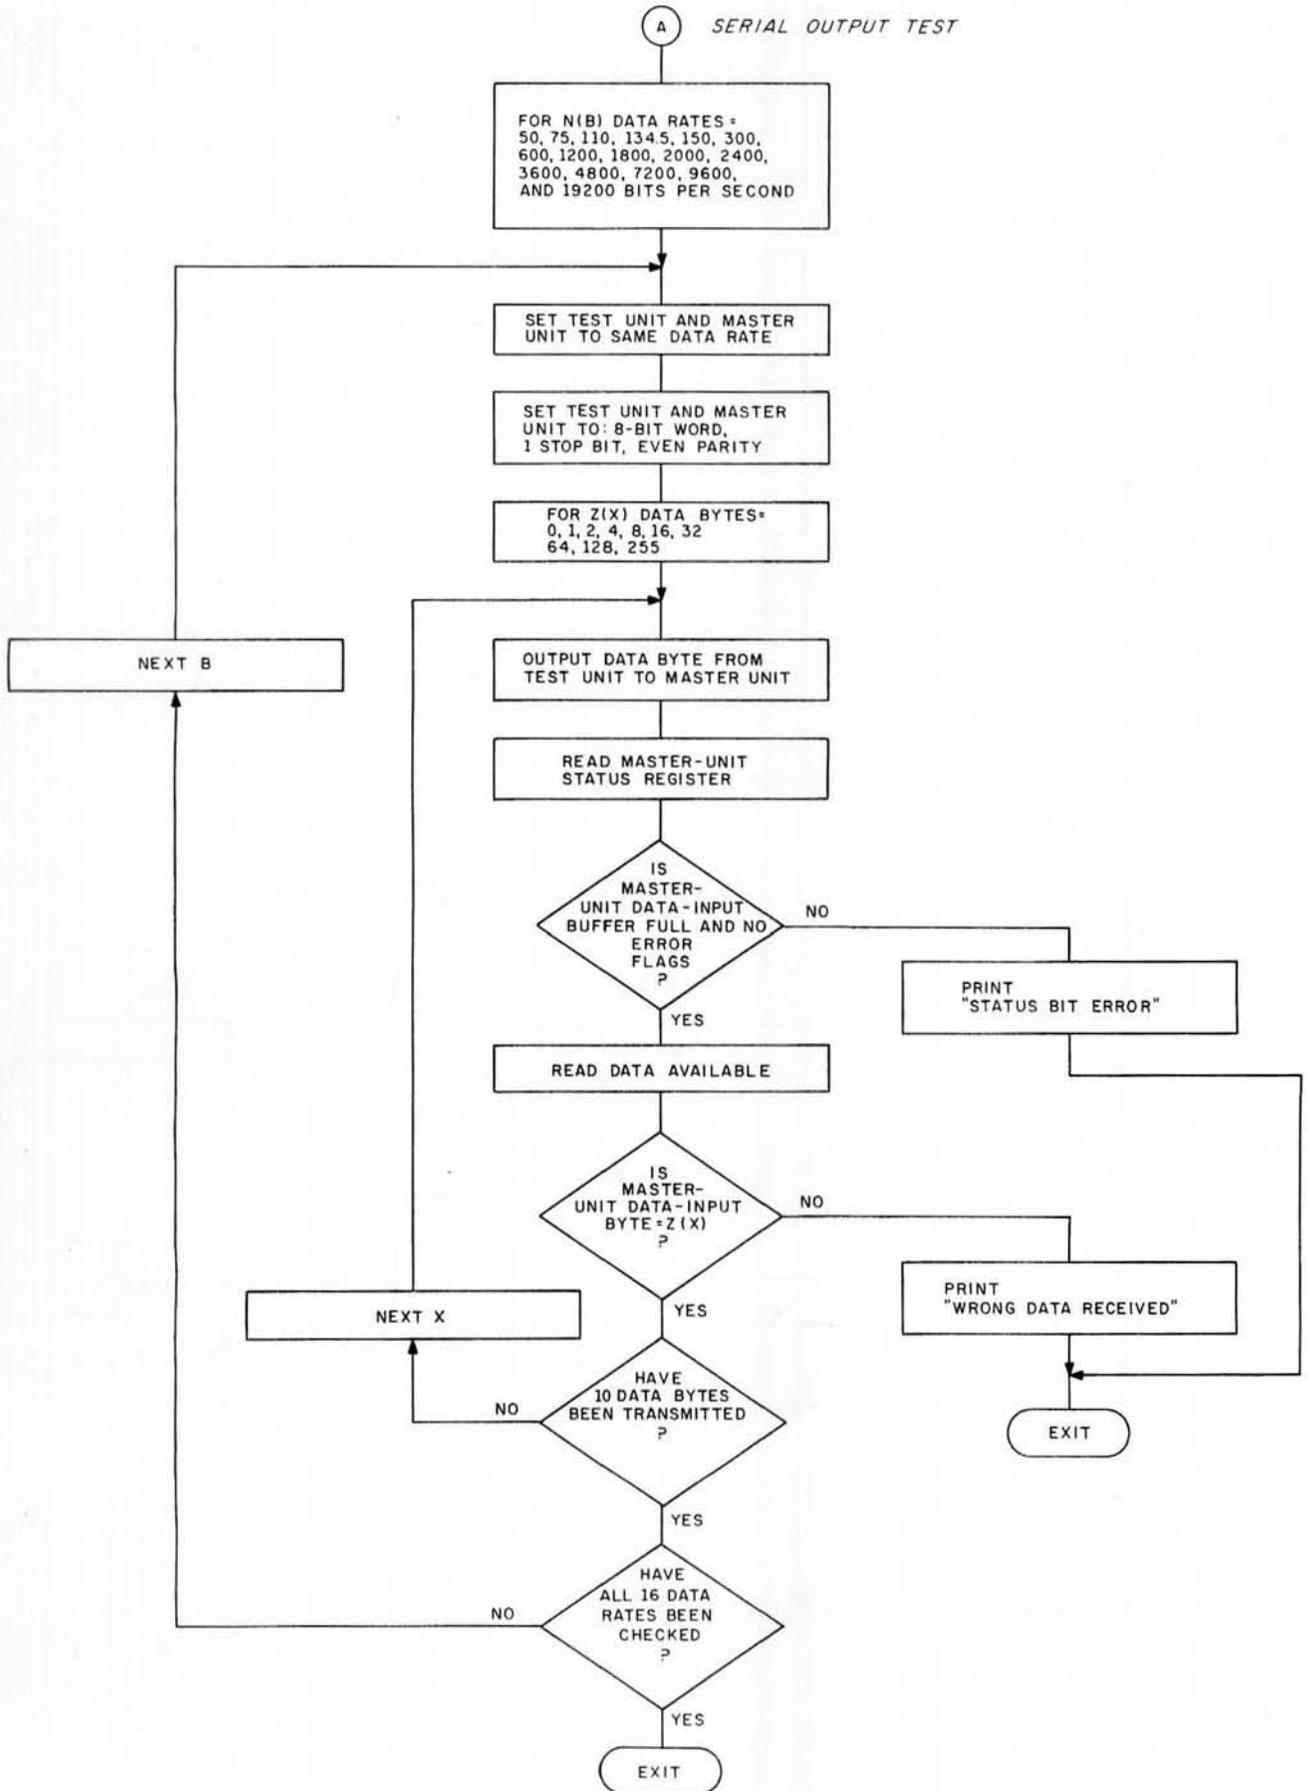 A
SERIAL OUTPUT TEST
FOR N(B) DATA RATES =
50, 75, 110, 134.5, 150, 300,
600, 1200, 1800, 2000, 2400,
3600, 4800, 7200, 9600,
AND 19200 BITS PER SECOND
SET TEST UNIT AND MASTER
UNIT TO SAME DATA RATE
SET TEST UNIT AND MASTER
UNIT TO: 8-BIT WORD,
1 STOP BIT, EVEN PARITY
FOR Z(X) DATA BYTES=
0, 1, 2, 4, 8, 16, 32
64, 128, 255
NEXT B
OUTPUT DATA BYTE FROM
TEST UNIT TO MASTER UNIT
READ MASTER-UNIT
STATUS REGISTER
IS
MASTER-
UNIT DATA-INPUT
BUFFER FULL AND NO
ERROR
FLAGS
?
NO
PRINT
"STATUS BIT ERROR"
YES
READ DATA AVAILABLE
IS
MASTER-
UNIT DATA-INPUT
BYTE=Z(X)
?
NO
PRINT
"WRONG DATA RECEIVED"
YES
NEXT X
HAVE
10 DATA BYTES
BEEN TRANSMITTED
?
NO
EXIT
YES
HAVE
ALL 16 DATA
RATES BEEN
CHECKED
?
NO
YES
EXIT